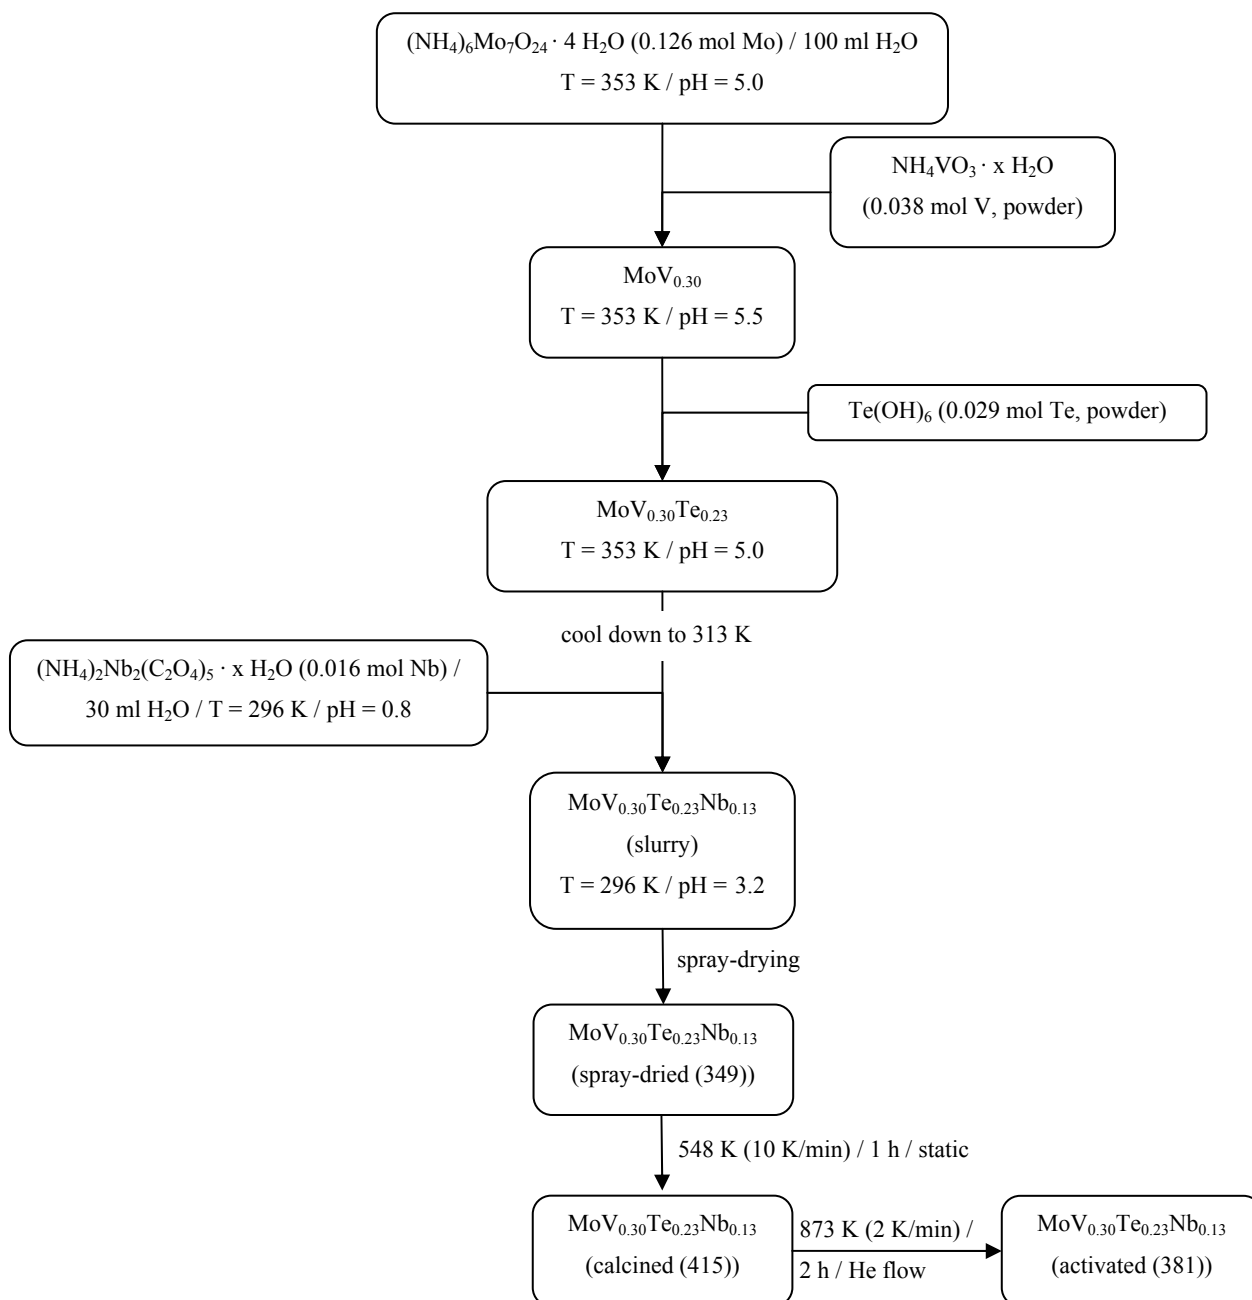 (NH₄)₆Mo₇O₂₄ · 4 H₂O (0.126 mol Mo) / 100 ml H₂O
T = 353 K / pH = 5.0
NH₄VO₃ · x H₂O
(0.038 mol V, powder)
MoV₀.₃₀
T = 353 K / pH = 5.5
Te(OH)₆ (0.029 mol Te, powder)
MoV₀.₃₀Te₀.₂₃
T = 353 K / pH = 5.0
cool down to 313 K
(NH₄)₂Nb₂(C₂O₄)₅ · x H₂O (0.016 mol Nb) /
30 ml H₂O / T = 296 K / pH = 0.8
MoV₀.₃₀Te₀.₂₃Nb₀.₁₃
(slurry)
T = 296 K / pH = 3.2
spray-drying
MoV₀.₃₀Te₀.₂₃Nb₀.₁₃
(spray-dried (349))
548 K (10 K/min) / 1 h / static
MoV₀.₃₀Te₀.₂₃Nb₀.₁₃
(calcined (415))
873 K (2 K/min) /
2 h / He flow
MoV₀.₃₀Te₀.₂₃Nb₀.₁₃
(activated (381))